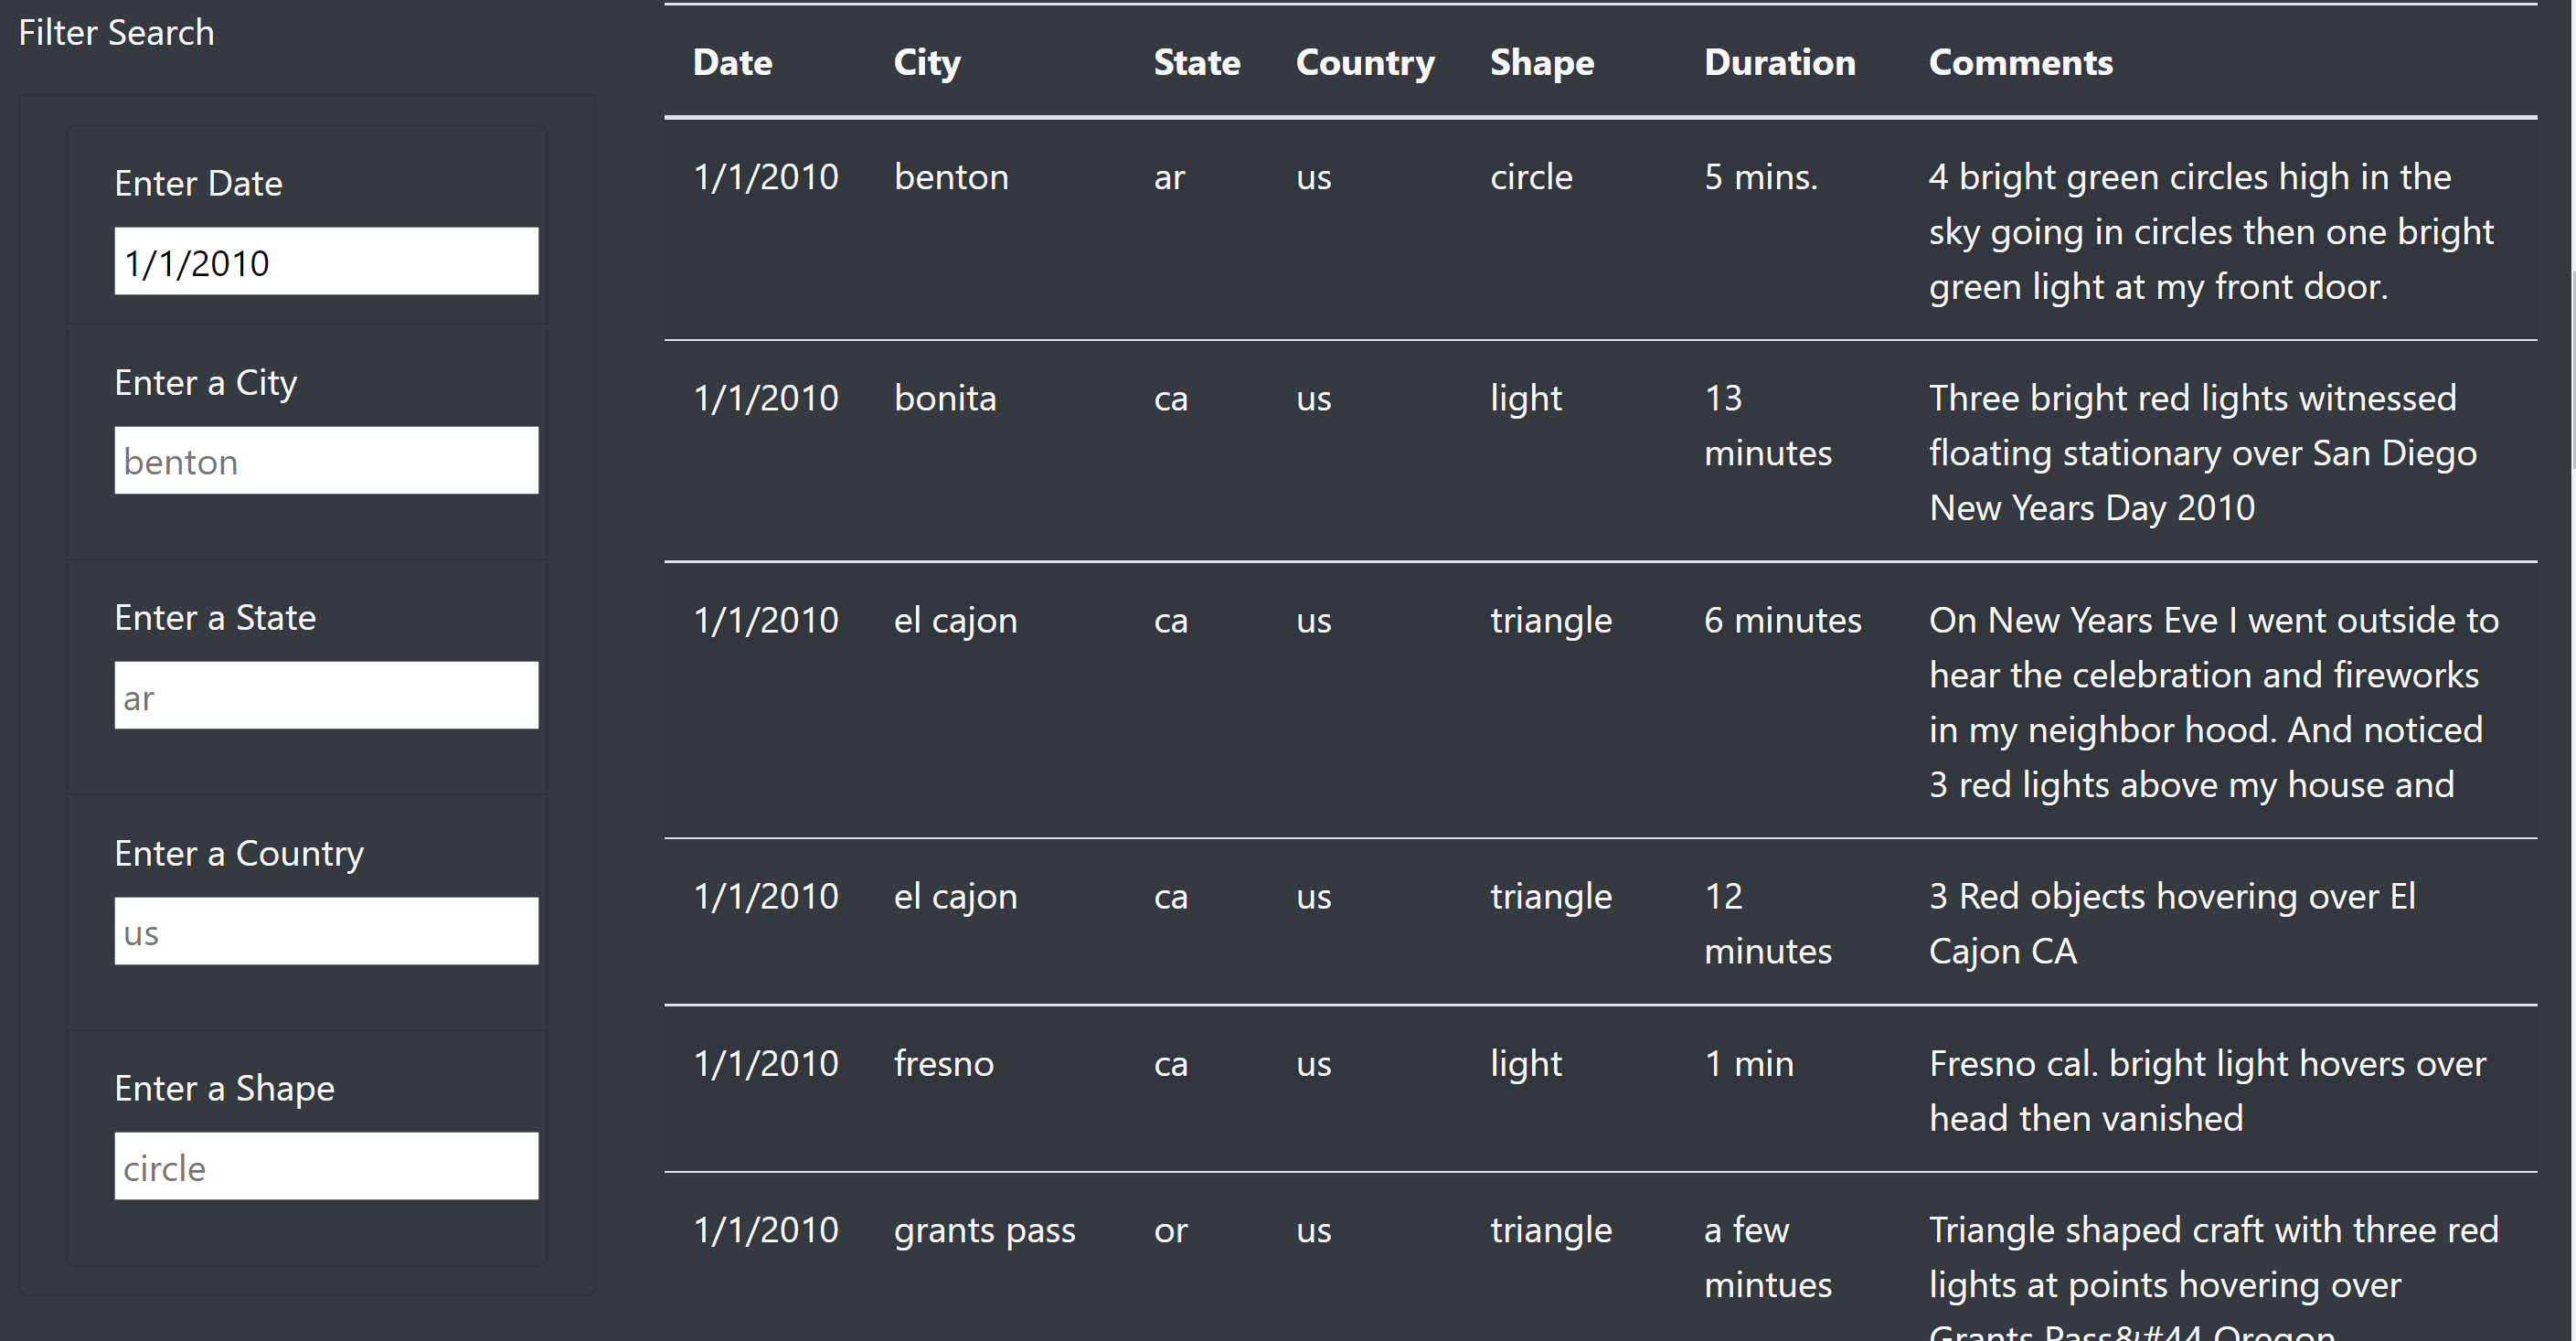 Filter Search
Enter Date
1/1/2010
Enter a City
benton
Enter a State
ar
Enter a Country
us
Enter a Shape
circle
Date City State Country Shape Duration Comments
1/1/2010 benton ar us circle 5 mins. 4 bright green circles high in the
sky going in circles then one bright
green light at my front door.
1/1/2010 bonita ca us light 13 Three bright red lights witnessed
minutes floating stationary over San Diego
New Years Day 2010
1/1/2010 el cajon ca us triangle 6 minutes On New Years Eve I went outside to
hear the celebration and fireworks
in my neighbor hood. And noticed
3 red lights above my house and
1/1/2010 el cajon ca us triangle 12 3 Red objects hovering over El
minutes Cajon CA
1/1/2010 fresno ca us light 1 min Fresno cal. bright light hovers over
head then vanished
1/1/2010 grants pass or us triangle a few Triangle shaped craft with three red
mintues lights at points hovering over
Grants Pass&#44 Oregon